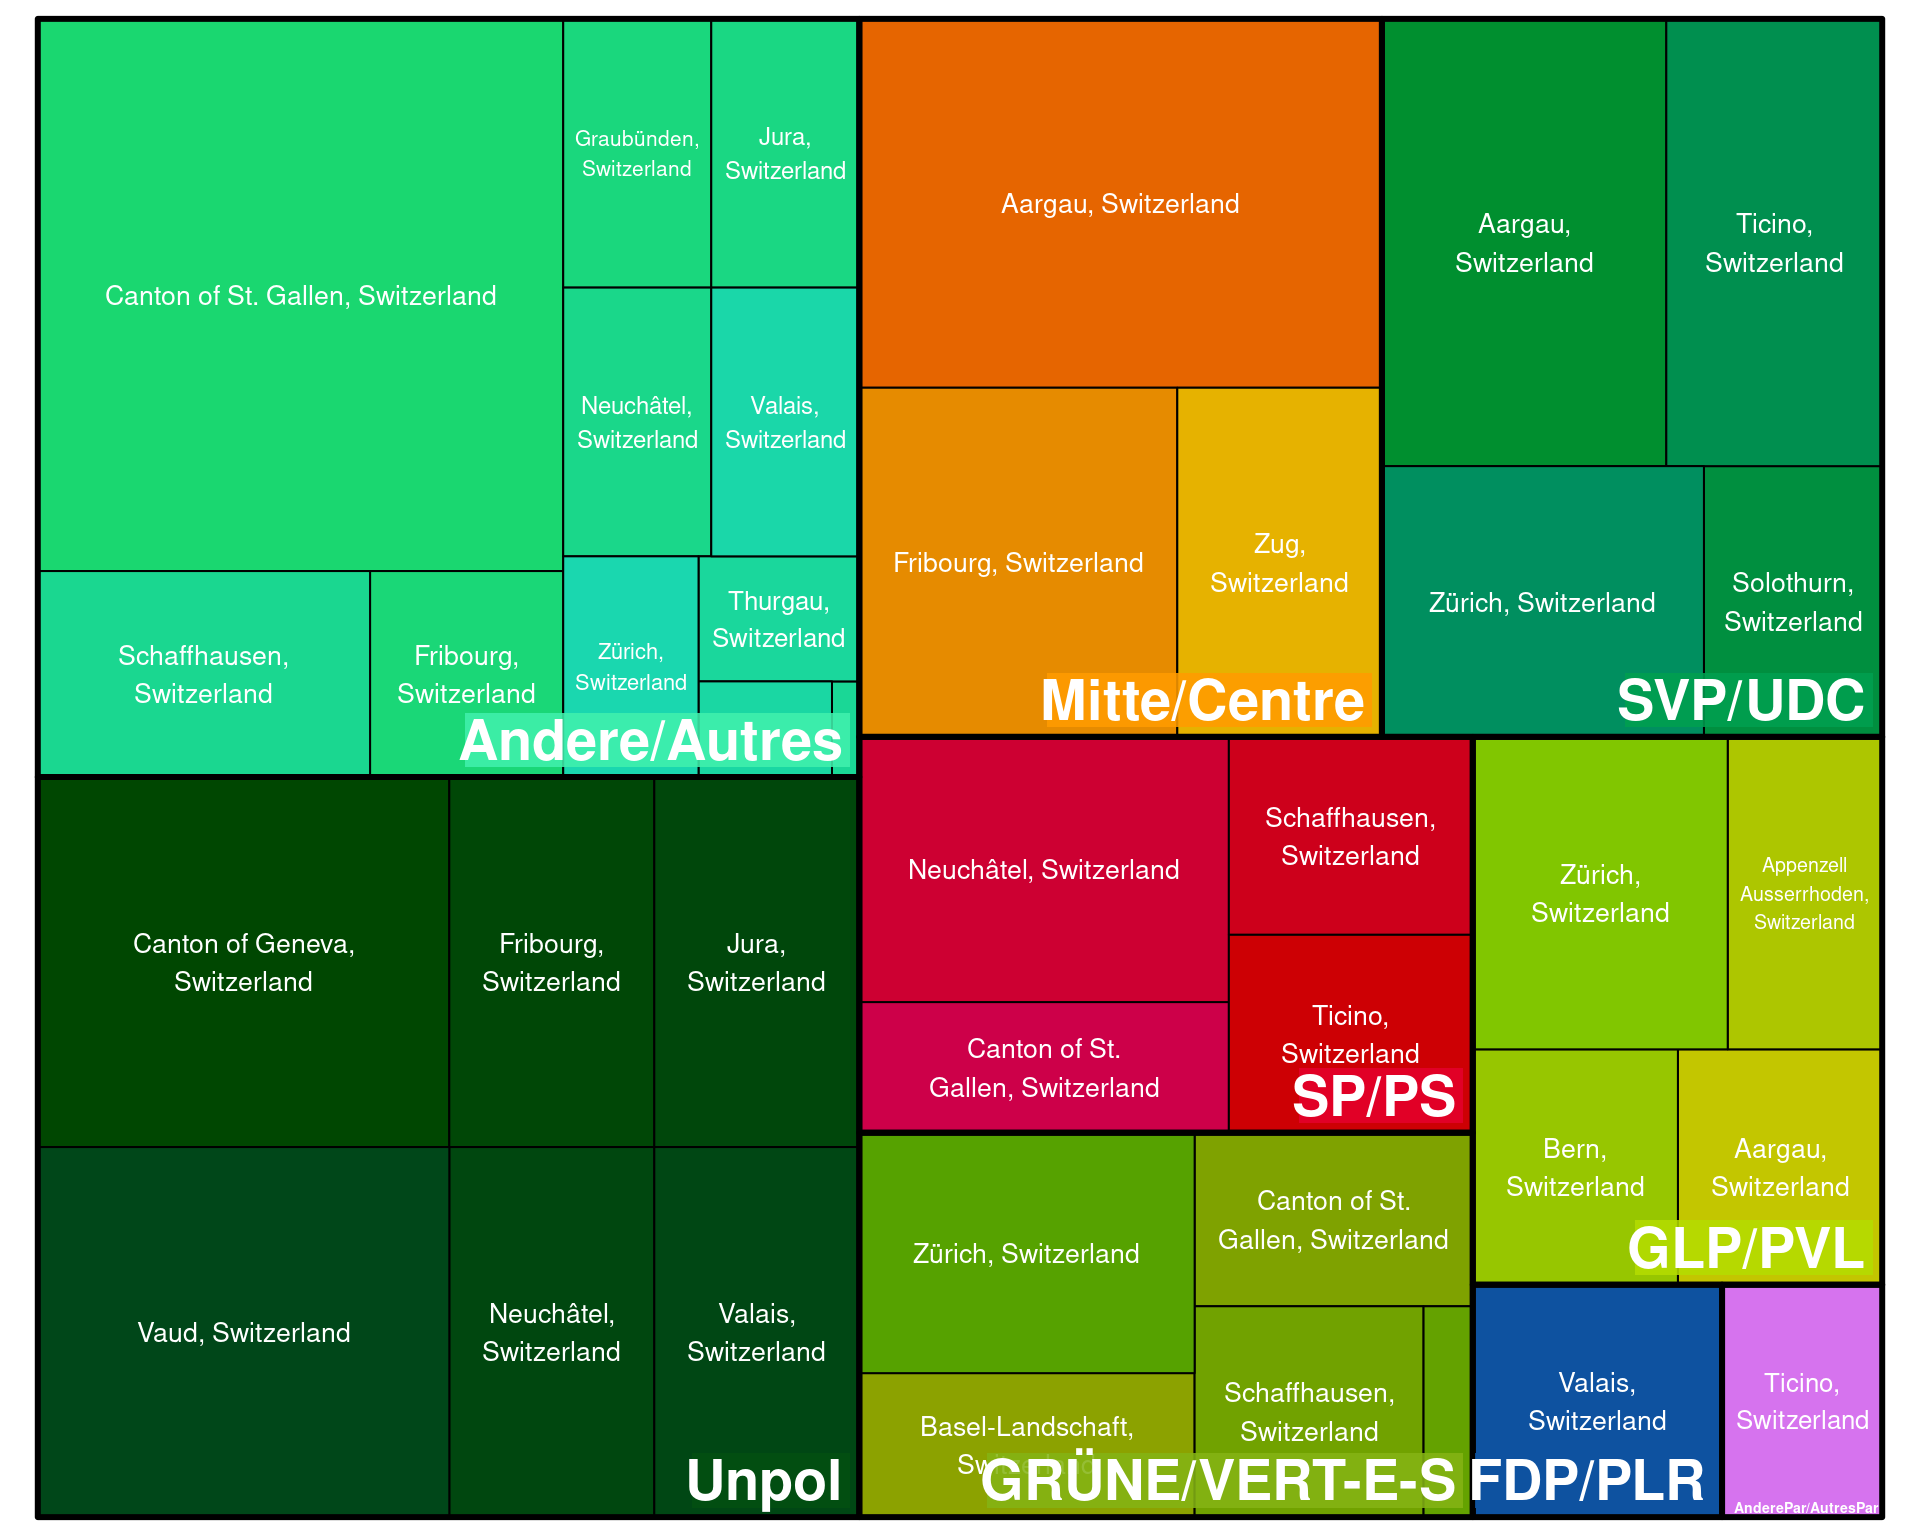 Canton of St. Gallen, Switzerland
Graubünden,
Switzerland
Jura,
Switzerland
Neuchâtel,
Switzerland
Valais,
Switzerland
Schaffhausen,
Switzerland
Fribourg,
Switzerland
Zürich,
Switzerland
Thurgau,
Switzerland
Andere/Autres
Canton of Geneva,
Switzerland
Fribourg,
Switzerland
Jura,
Switzerland
Vaud, Switzerland
Neuchâtel,
Switzerland
Valais,
Switzerland
Unpol
Aargau, Switzerland
Fribourg, Switzerland
Zug,
Switzerland
Mitte/Centre
Aargau,
Switzerland
Ticino,
Switzerland
Zürich, Switzerland
Solothurn,
Switzerland
SVP/UDC
Neuchâtel, Switzerland
Schaffhausen,
Switzerland
Canton of St.
Gallen, Switzerland
Ticino,
Switzerland
SP/PS
Zürich,
Switzerland
Appenzell
Ausserrhoden,
Switzerland
Bern,
Switzerland
Aargau,
Switzerland
GLP/PVL
Zürich, Switzerland
Canton of St.
Gallen, Switzerland
Basel-Landschaft,
Switzerland
Schaffhausen,
Switzerland
GRÜNE/VERT-E-S
Valais,
Switzerland
FDP/PLR
Ticino,
Switzerland
AnderePar/AutresPar